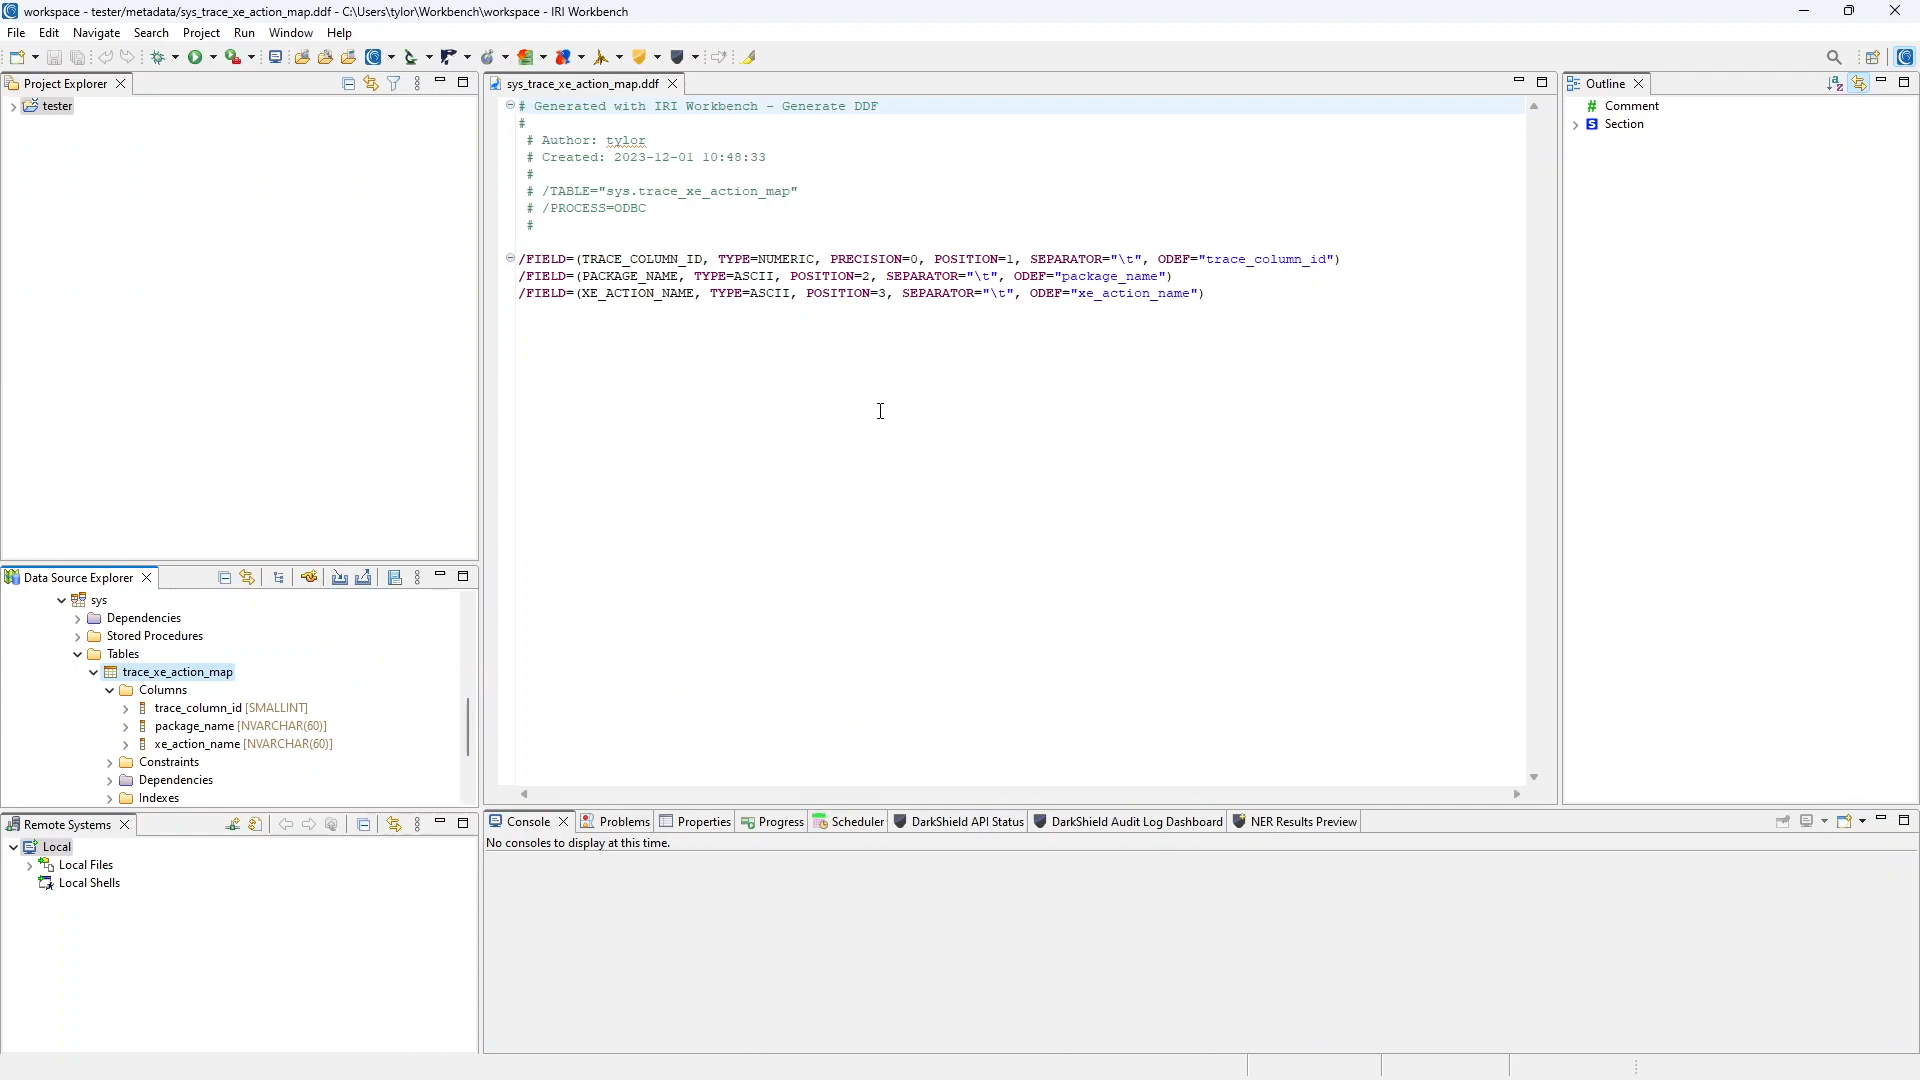 workspace - tester/metadata/sys_trace_xe_action_map.ddf - C:\Users\tylor\Workbench\workspace - IRI Workbench
File Edit Navigate Search Project Run Window Help
Project Explorer
tester
sys_trace_xe_action_map.ddf
# Generated with IRI Workbench - Generate DDF
#
# Author: tylor
# Created: 2023-12-01 10:48:33
#
# /TABLE="sys.trace_xe_action_map"
# /PROCESS=ODBC
#
/FIELD=(TRACE_COLUMN_ID, TYPE=NUMERIC, PRECISION=0, POSITION=1, SEPARATOR="\t", ODEF="trace_column_id")
/FIELD=(PACKAGE_NAME, TYPE=ASCII, POSITION=2, SEPARATOR="\t", ODEF="package_name")
/FIELD=(XE_ACTION_NAME, TYPE=ASCII, POSITION=3, SEPARATOR="\t", ODEF="xe_action_name")
Outline
# Comment
S Section
Data Source Explorer
sys
Dependencies
Stored Procedures
Tables
trace_xe_action_map
Columns
trace_column_id [SMALLINT]
package_name [NVARCHAR(60)]
xe_action_name [NVARCHAR(60)]
Constraints
Dependencies
Indexes
Remote Systems
Local
Local Files
Local Shells
Console Problems Properties Progress Scheduler DarkShield API Status DarkShield Audit Log Dashboard NER Results Preview
No consoles to display at this time.